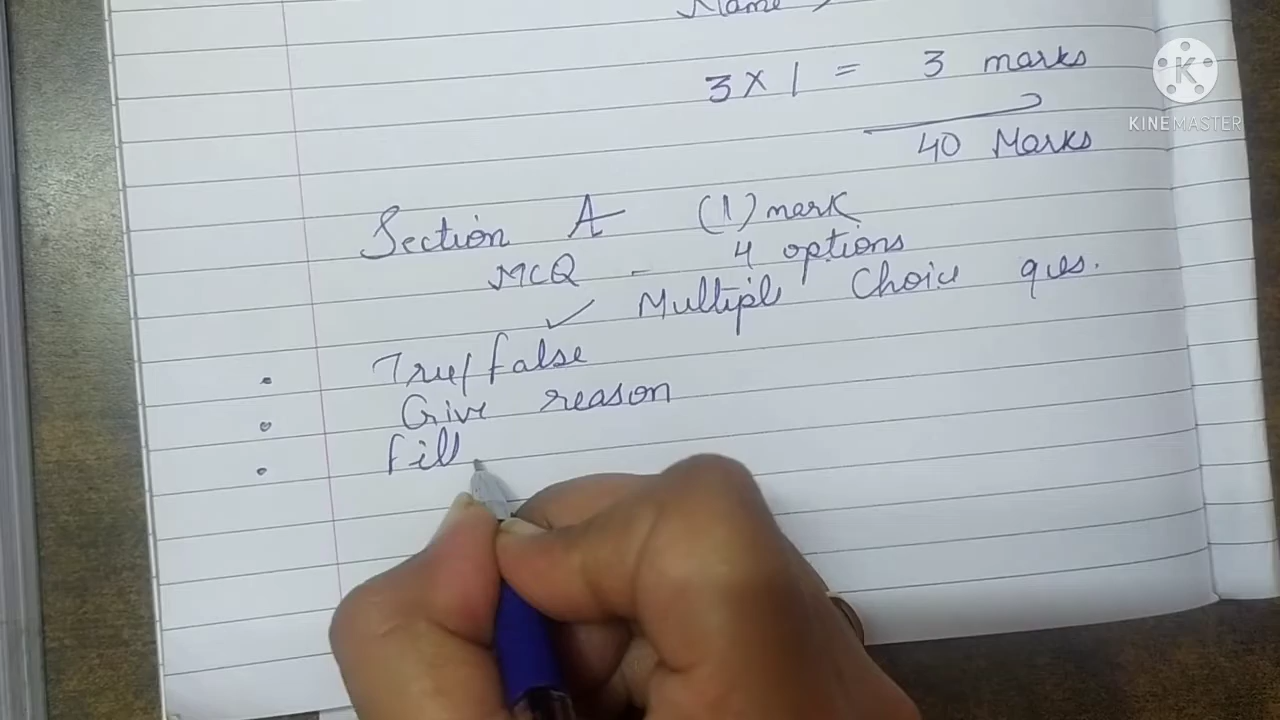 Name
3 x 1 = 3 marks
40 Marks
Section A (1) mark
MCQ - 4 options
Multiple Choice ques.
True/False
Give reason
Fill
K
KINEMASTER